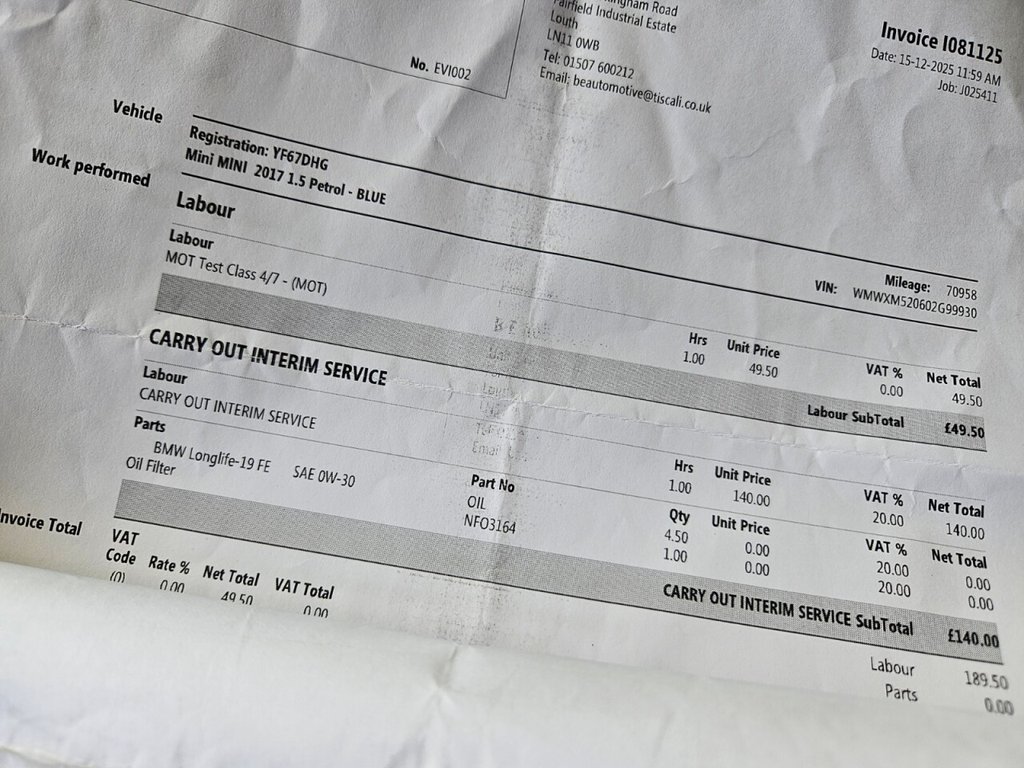 kingham Road
Fairfield Industrial Estate
Louth
LN11 0WB
Tel: 01507 600212
Email: beautomotive@tiscali.co.uk
Invoice I081125
Date: 15-12-2025 11:59 AM
Job: J025411
No. EVI002
Vehicle
Registration: YF67DHG
Mini MINI 2017 1.5 Petrol - BLUE
Mileage: 70958
VIN: WMWXM520602G99930
Work performed
Labour
Labour Hrs Unit Price VAT % Net Total
MOT Test Class 4/7 - (MOT) 1.00 49.50 0.00 49.50
Labour SubTotal £49.50
CARRY OUT INTERIM SERVICE
Labour Hrs Unit Price VAT % Net Total
CARRY OUT INTERIM SERVICE 1.00 140.00 20.00 140.00
Parts Part No Qty Unit Price VAT % Net Total
BMW Longlife-19 FE SAE 0W-30 OIL 4.50 0.00 20.00 0.00
Oil Filter NFO3164 1.00 0.00 20.00 0.00
CARRY OUT INTERIM SERVICE SubTotal £140.00
Invoice Total
VAT Code Rate % Net Total VAT Total
(0) 0.00 49.50 0.00
Labour 189.50
Parts 0.00